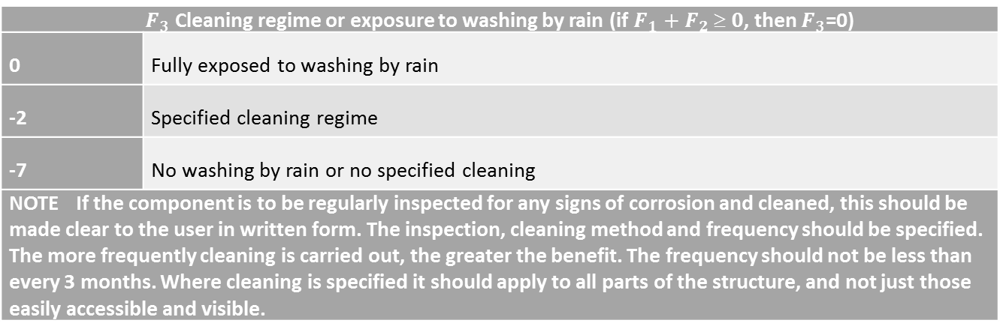 F₃ Cleaning regime or exposure to washing by rain (if F₁ + F₂ ≥ 0, then F₃=0)
0 Fully exposed to washing by rain
-2 Specified cleaning regime
-7 No washing by rain or no specified cleaning
NOTE If the component is to be regularly inspected for any signs of corrosion and cleaned, this should be
made clear to the user in written form. The inspection, cleaning method and frequency should be specified.
The more frequently cleaning is carried out, the greater the benefit. The frequency should not be less than
every 3 months. Where cleaning is specified it should apply to all parts of the structure, and not just those
easily accessible and visible.